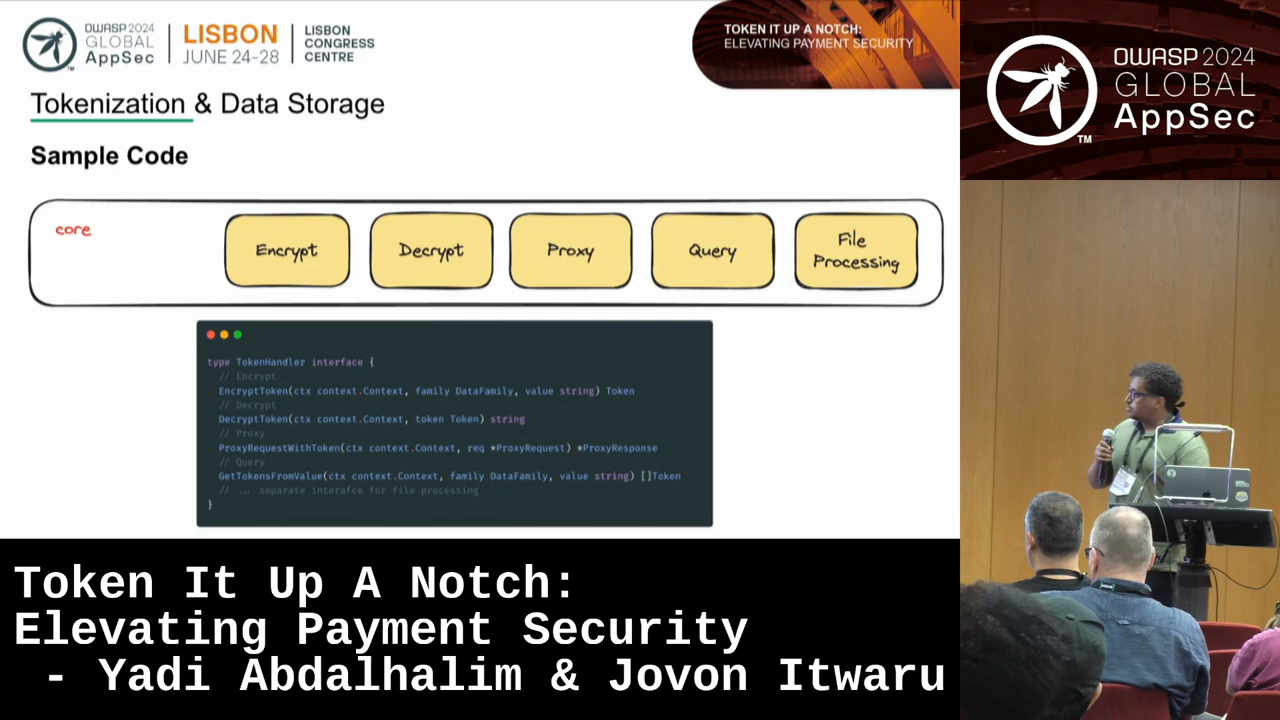 OWASP 2024
GLOBAL
AppSec
TM
LISBON
JUNE 24-28
LISBON
CONGRESS
CENTRE
TOKEN IT UP A NOTCH:
ELEVATING PAYMENT SECURITY
OWASP 2024
GLOBAL
AppSec
TM
Tokenization & Data Storage
Sample Code
core
Encrypt
Decrypt
Proxy
Query
File
Processing
type TokenHandler interface {
// Encrypt
EncryptToken(ctx context.Context, family DataFamily, value string) Token
// Decrypt
DecryptToken(ctx context.Context, token Token) string
// Proxy
ProxyRequestWithToken(ctx context.Context, req *ProxyRequest) *ProxyResponse
// Query
GetTokensFromValue(ctx context.Context, family DataFamily, value string) []Token
// ... separate interafce for file processing
}
Token It Up A Notch:
Elevating Payment Security
- Yadi Abdalhalim & Jovon Itwaru